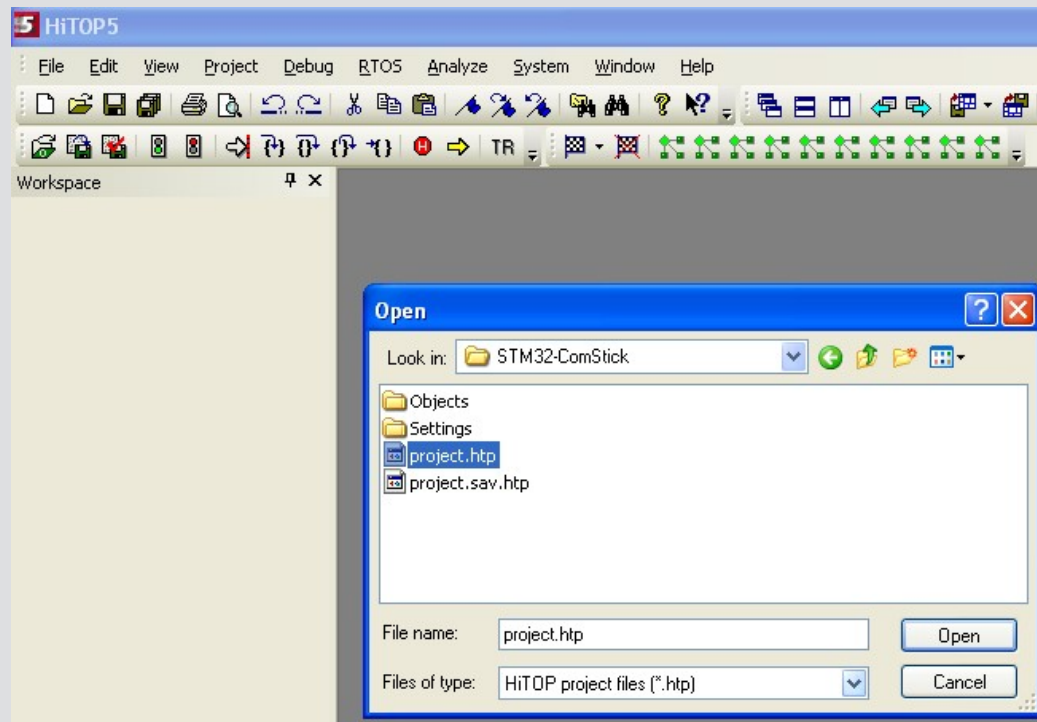 HiTOP5
File Edit View Project Debug RTOS Analyze System Window Help
TR
Workspace
Open
Look in: STM32-ComStick
Objects
Settings
project.htp
project.sav.htp
File name: project.htp Open
Files of type: HiTOP project files (*.htp) Cancel